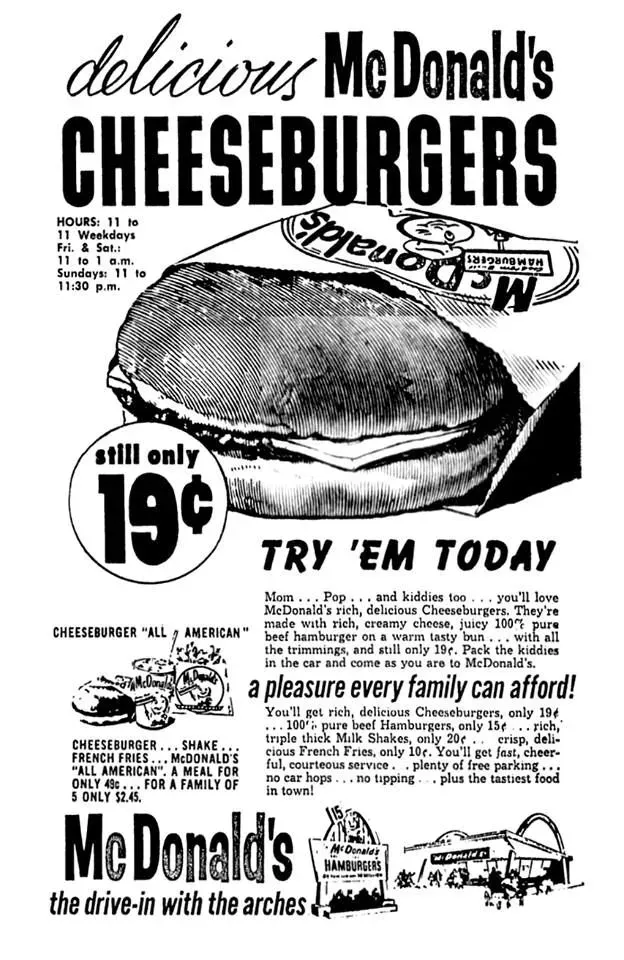 delicious McDonald's
CHEESEBURGERS
HOURS: 11 to
11 Weekdays
Fri. & Sat.:
11 to 1 a.m.
Sundays: 11 to
11:30 p.m.
McDonald's
HAMBURGERS
still only
19¢
TRY 'EM TODAY
Mom . . . Pop . . . and kiddies too . . . you'll love
McDonald's rich, delicious Cheeseburgers. They're
made with rich, creamy cheese, juicy 100% pure
beef hamburger on a warm tasty bun . . . with all
the trimmings, and still only 19¢. Pack the kiddies
in the car and come as you are to McDonald's.
CHEESEBURGER "ALL AMERICAN"
McDonald's
McDonald's
CHEESEBURGER . . . SHAKE . . .
FRENCH FRIES . . . McDONALD'S
"ALL AMERICAN". A MEAL FOR
ONLY 49c . . . FOR A FAMILY OF
5 ONLY $2.45.
a pleasure every family can afford!
You'll get rich, delicious Cheeseburgers, only 19¢
. . . 100% pure beef Hamburgers, only 15¢ . . . rich,
triple thick Milk Shakes, only 20¢ . . crisp, deli-
cious French Fries, only 10¢. You'll get fast, cheer-
ful, courteous service . . plenty of free parking . . .
no car hops . . . no tipping . . . plus the tastiest food
in town!
McDonald's
the drive-in with the arches
15
McDonald's
HAMBURGERS
McDonald's